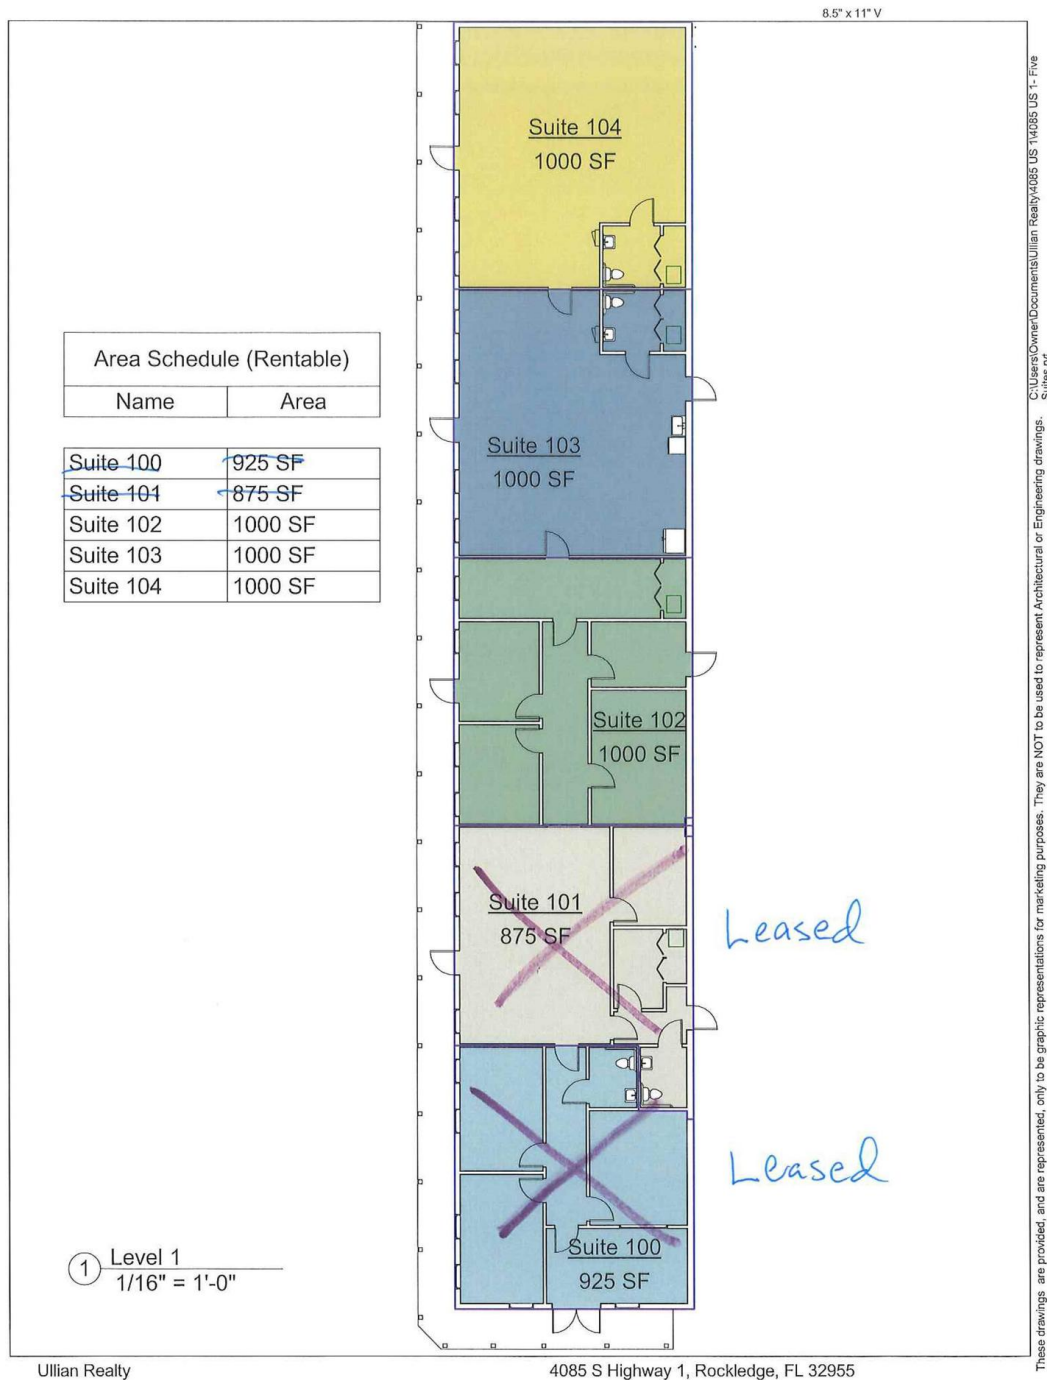 8.5" x 11" V
Suite 104
1000 SF
Area Schedule (Rentable)
Name Area
Suite 100 925 SF
Suite 101 875 SF
Suite 102 1000 SF
Suite 103 1000 SF
Suite 104 1000 SF
Suite 103
1000 SF
Suite 102
1000 SF
Suite 101
875 SF
Leased
Leased
Suite 100
925 SF
1 Level 1
1/16" = 1'-0"
Ullian Realty
4085 S Highway 1, Rockledge, FL 32955
These drawings are provided, and are represented, only to be graphic representations for marketing purposes. They are NOT to be used to represent Architectural or Engineering drawings.
C:\Users\Owner\Documents\Ullian Realty\4085 US 1\4085 US 1- Five